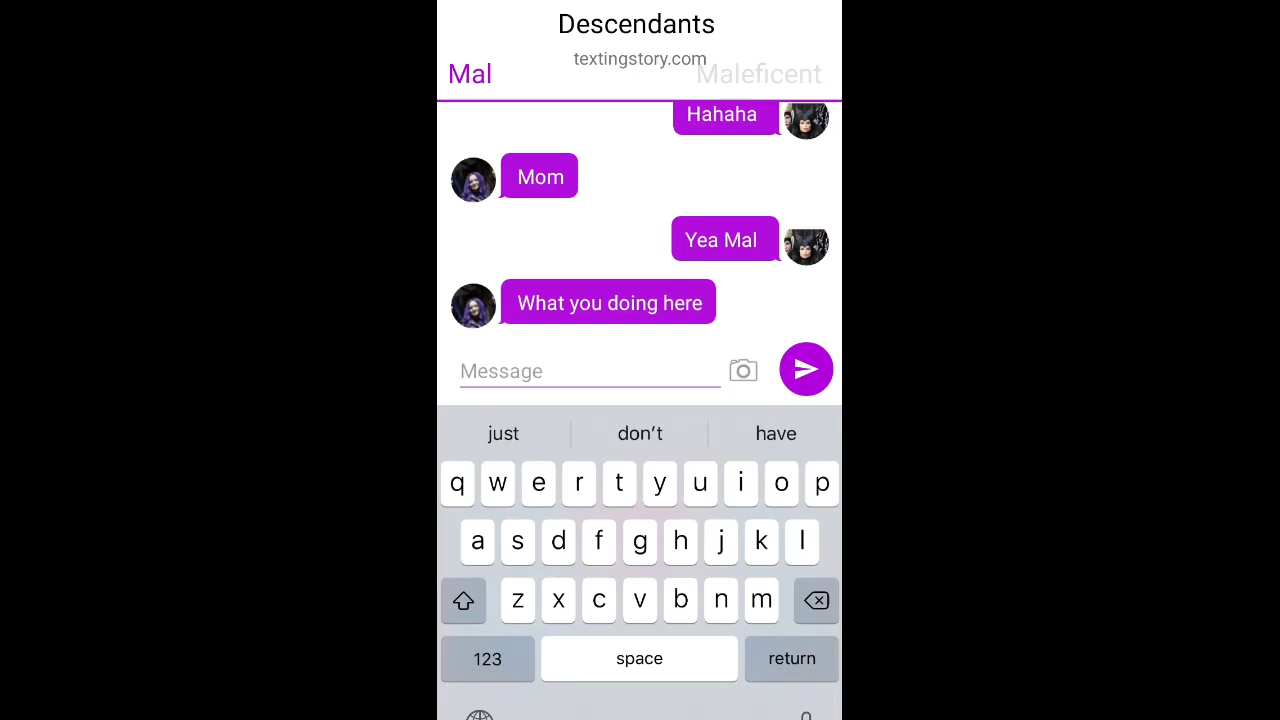 Descendants
textingstory.com
Mal
Maleficent
Hahaha
Mom
Yea Mal
What you doing here
Message
just don't have
q w e r t y u i o p
a s d f g h j k l
z x c v b n m
123 space return